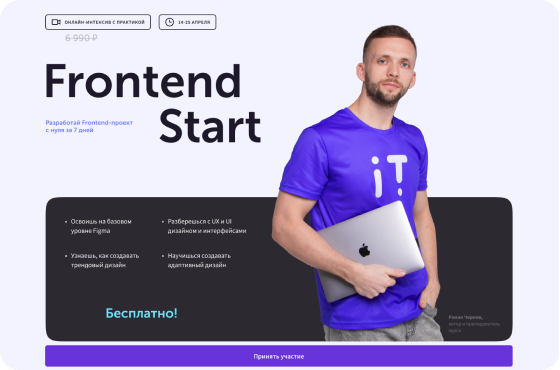 ОНЛАЙН-ИНТЕНСИВ С ПРАКТИКОЙ
14-25 АПРЕЛЯ
6 990 ₽
Frontend
Start
Разработай Frontend-проект
с нуля за 7 дней
iT
• Освоишь на базовом
уровне Figma
• Разберешься с UX и UI
дизайном и интерфейсами
• Узнаешь, как создавать
трендовый дизайн
• Научишься создавать
адаптивный дизайн
Бесплатно!
Роман Чернов,
автор и преподаватель
курса
Принять участие